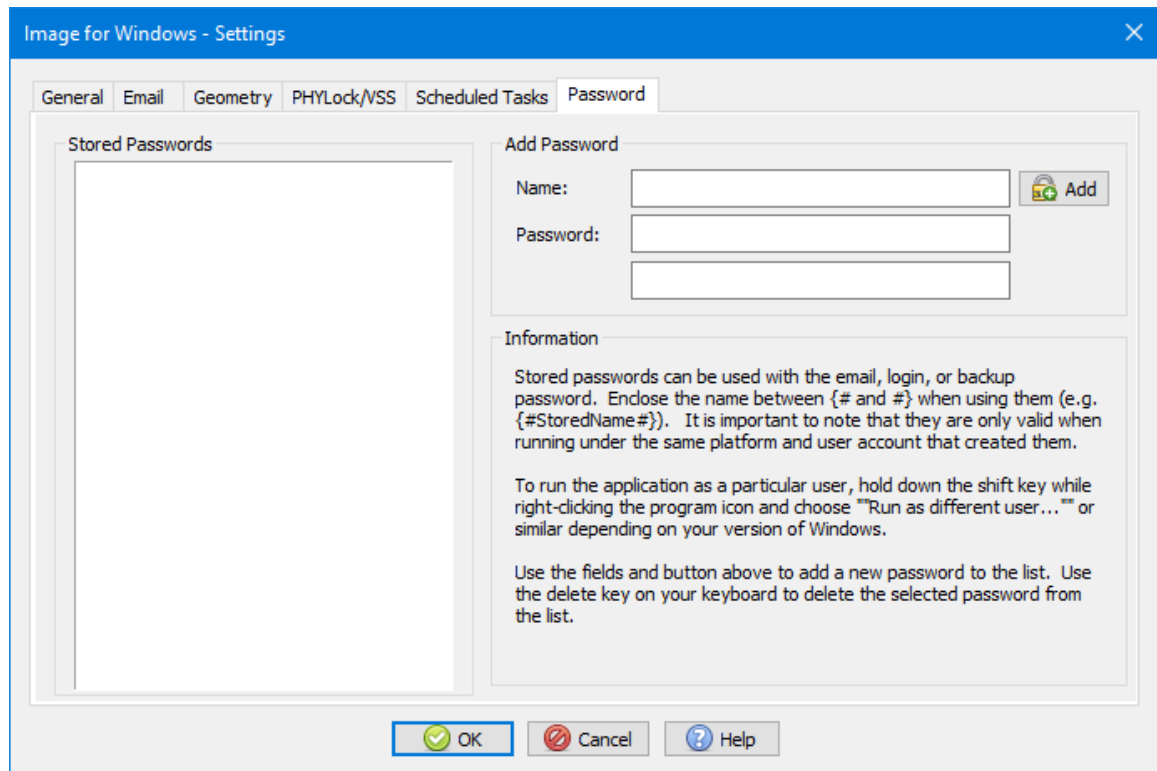 Image for Windows - Settings
General Email Geometry PHYLock/VSS Scheduled Tasks Password
Stored Passwords
Add Password
Name:
Add
Password:
Information
Stored passwords can be used with the email, login, or backup
password.  Enclose the name between {# and #} when using them (e.g.
{#StoredName#}).   It is important to note that they are only valid when
running under the same platform and user account that created them.
To run the application as a particular user, hold down the shift key while
right-clicking the program icon and choose ""Run as different user..."" or
similar depending on your version of Windows.
Use the fields and button above to add a new password to the list.  Use
the delete key on your keyboard to delete the selected password from
the list.
OK Cancel Help